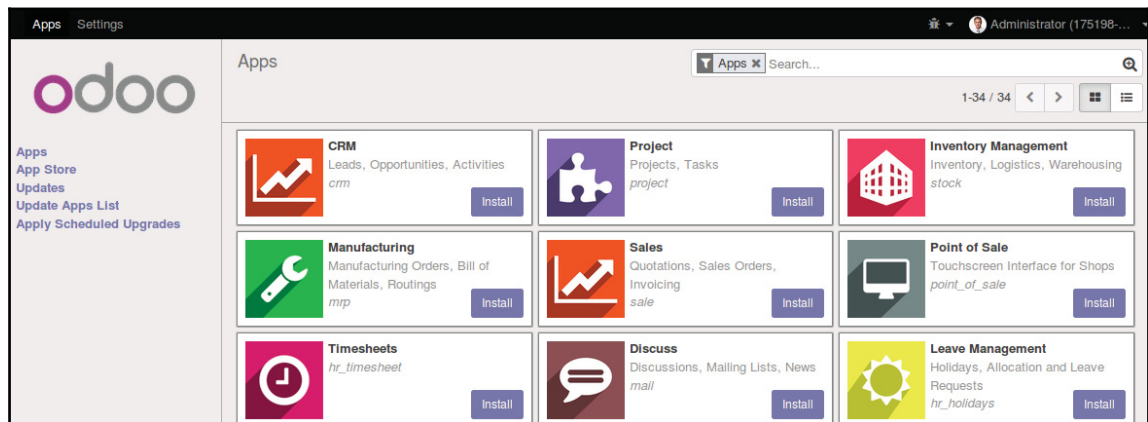 Apps Settings
Administrator (175198-...
odoo
Apps
App Store
Updates
Update Apps List
Apply Scheduled Upgrades
Apps
Apps Search...
1-34 / 34
CRM
Leads, Opportunities, Activities
crm
Install
Project
Projects, Tasks
project
Install
Inventory Management
Inventory, Logistics, Warehousing
stock
Install
Manufacturing
Manufacturing Orders, Bill of
Materials, Routings
mrp
Install
Sales
Quotations, Sales Orders,
Invoicing
sale
Install
Point of Sale
Touchscreen Interface for Shops
point_of_sale
Install
Timesheets
hr_timesheet
Install
Discuss
Discussions, Mailing Lists, News
mail
Install
Leave Management
Holidays, Allocation and Leave
Requests
hr_holidays
Install